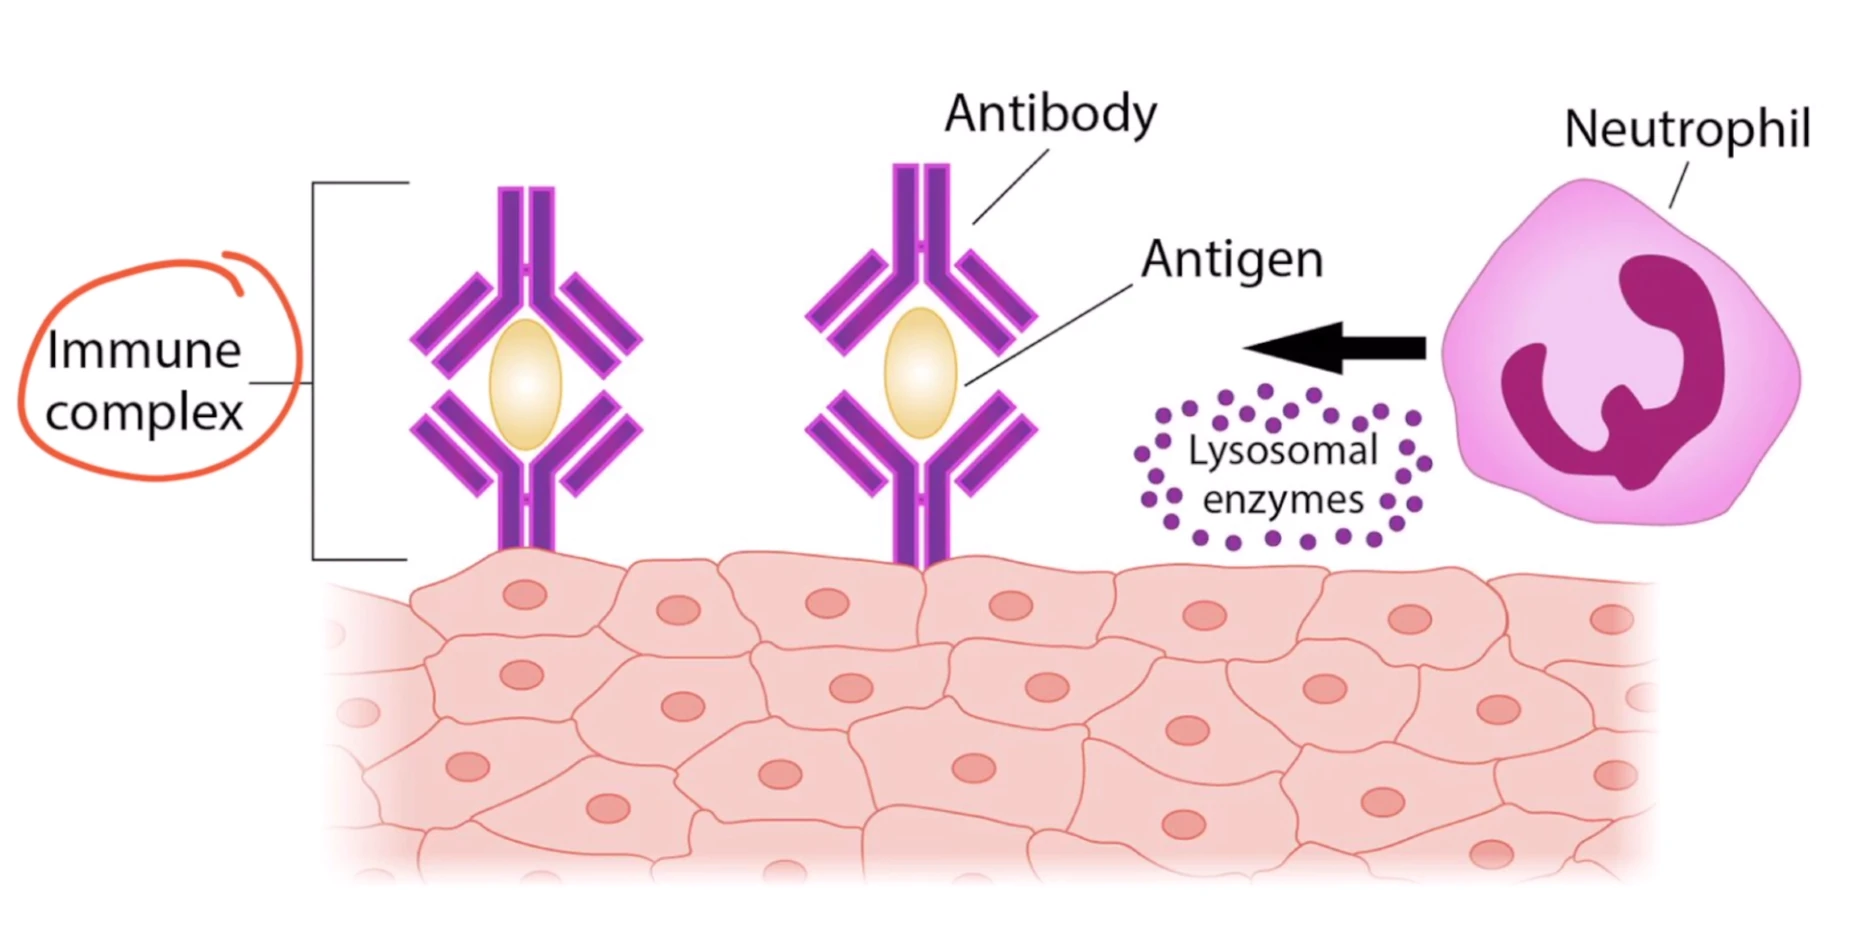 Antibody
Neutrophil
Antigen
Immune
complex
Lysosomal
enzymes